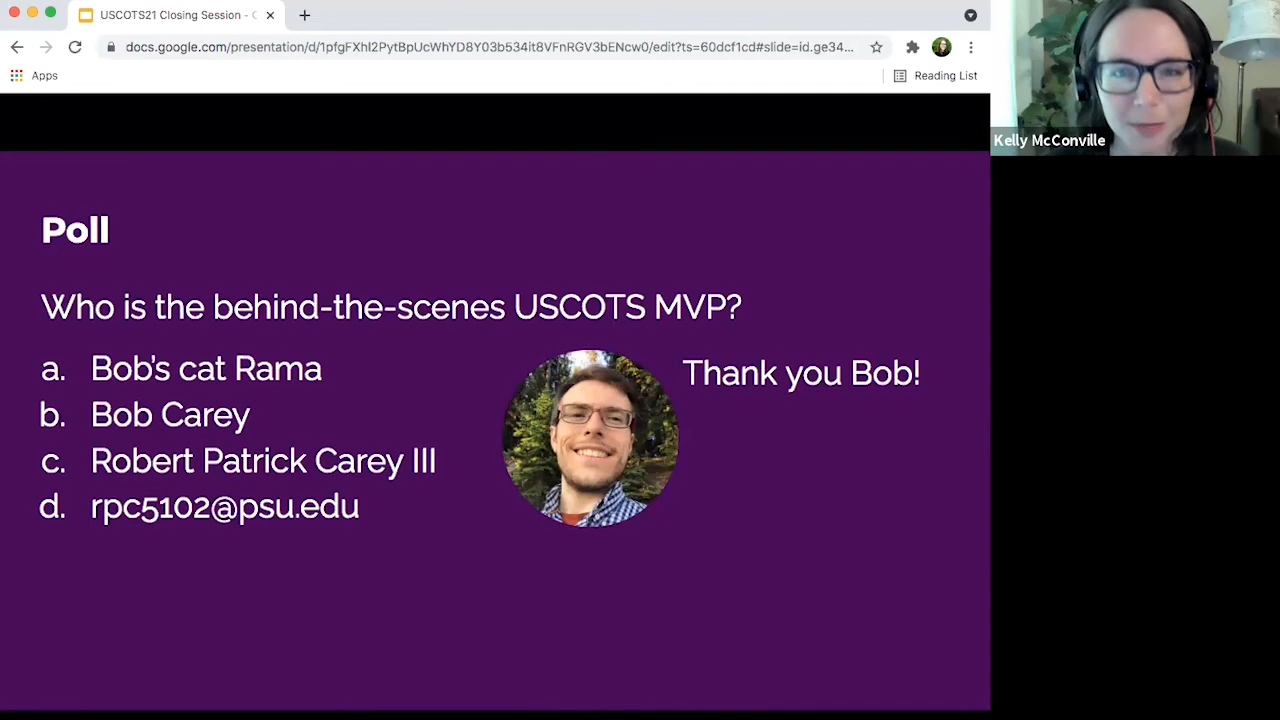 USCOTS21 Closing Session -
docs.google.com/presentation/d/1pfgFXhI2PytBpUcWhYD8Y03b534it8VFnRGV3bENcw0/edit?ts=60dcf1cd#slide=id.ge34...
Apps
Reading List
Kelly McConville
Poll
Who is the behind-the-scenes USCOTS MVP?
a. Bob's cat Rama
Thank you Bob!
b. Bob Carey
c. Robert Patrick Carey III
d. rpc5102@psu.edu